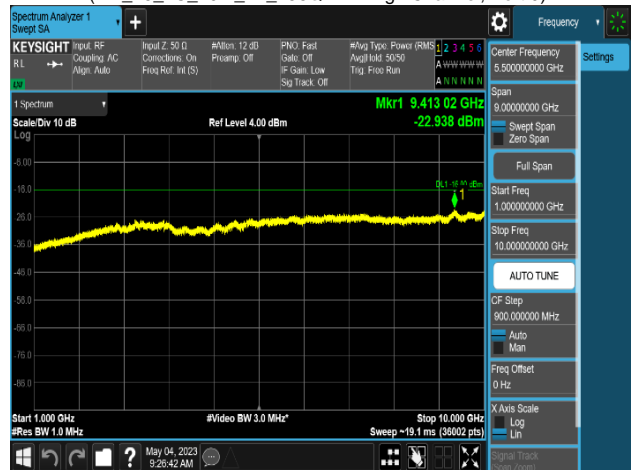 Spectrum Analyzer 1
Swept SA
Frequency
KEYSIGHT
Input: RF
Coupling: AC
Align: Auto
Input Z: 50 Ω
Corrections: On
Freq Ref: Int (S)
#Atten: 12 dB
Preamp: Off
PNO: Fast
Gate: Off
IF Gain: Low
Sig Track: Off
#Avg Type: Power (RMS
Avg|Hold: 50/50
Trig: Free Run
1 2 3 4 5 6
A W W W W W
A N N N N N
RL
1 Spectrum
Scale/Div 10 dB
Log
Ref Level 4.00 dBm
Mkr1 9.413 02 GHz
-22.938 dBm
-6.00
-16.0
-26.0
-36.0
-46.0
-56.0
-66.0
-76.0
-86.0
1
Start 1.000 GHz
#Res BW 1.0 MHz
#Video BW 3.0 MHz*
Stop 10.000 GHz
Sweep ~19.1 ms (36002 pts)
Center Frequency
5.500000000 GHz
Settings
Span
9.00000000 GHz
Swept Span
Zero Span
Full Span
Start Freq
1.000000000 GHz
Stop Freq
10.000000000 GHz
AUTO TUNE
CF Step
900.000000 MHz
Auto
Man
Freq Offset
0 Hz
X Axis Scale
Log
Lin
Signal Track
(Span Zoom)
?
May 04, 2023
9:26:42 AM